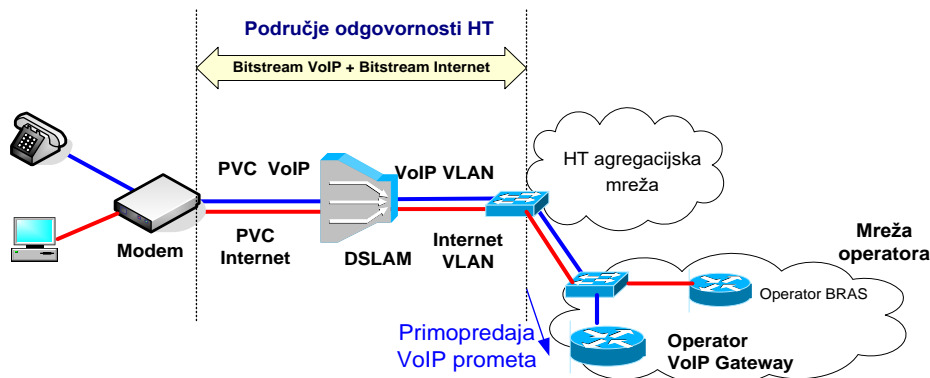 Područje odgovornosti HT
Bitstream VoIP + Bitstream Internet
HT agregacijska
mreža
PVC VoIP
VoIP VLAN
Modem
PVC
Internet
DSLAM
Internet
VLAN
Mreža
operatora
Operator BRAS
Primopredaja
VoIP prometa
Operator
VoIP Gateway